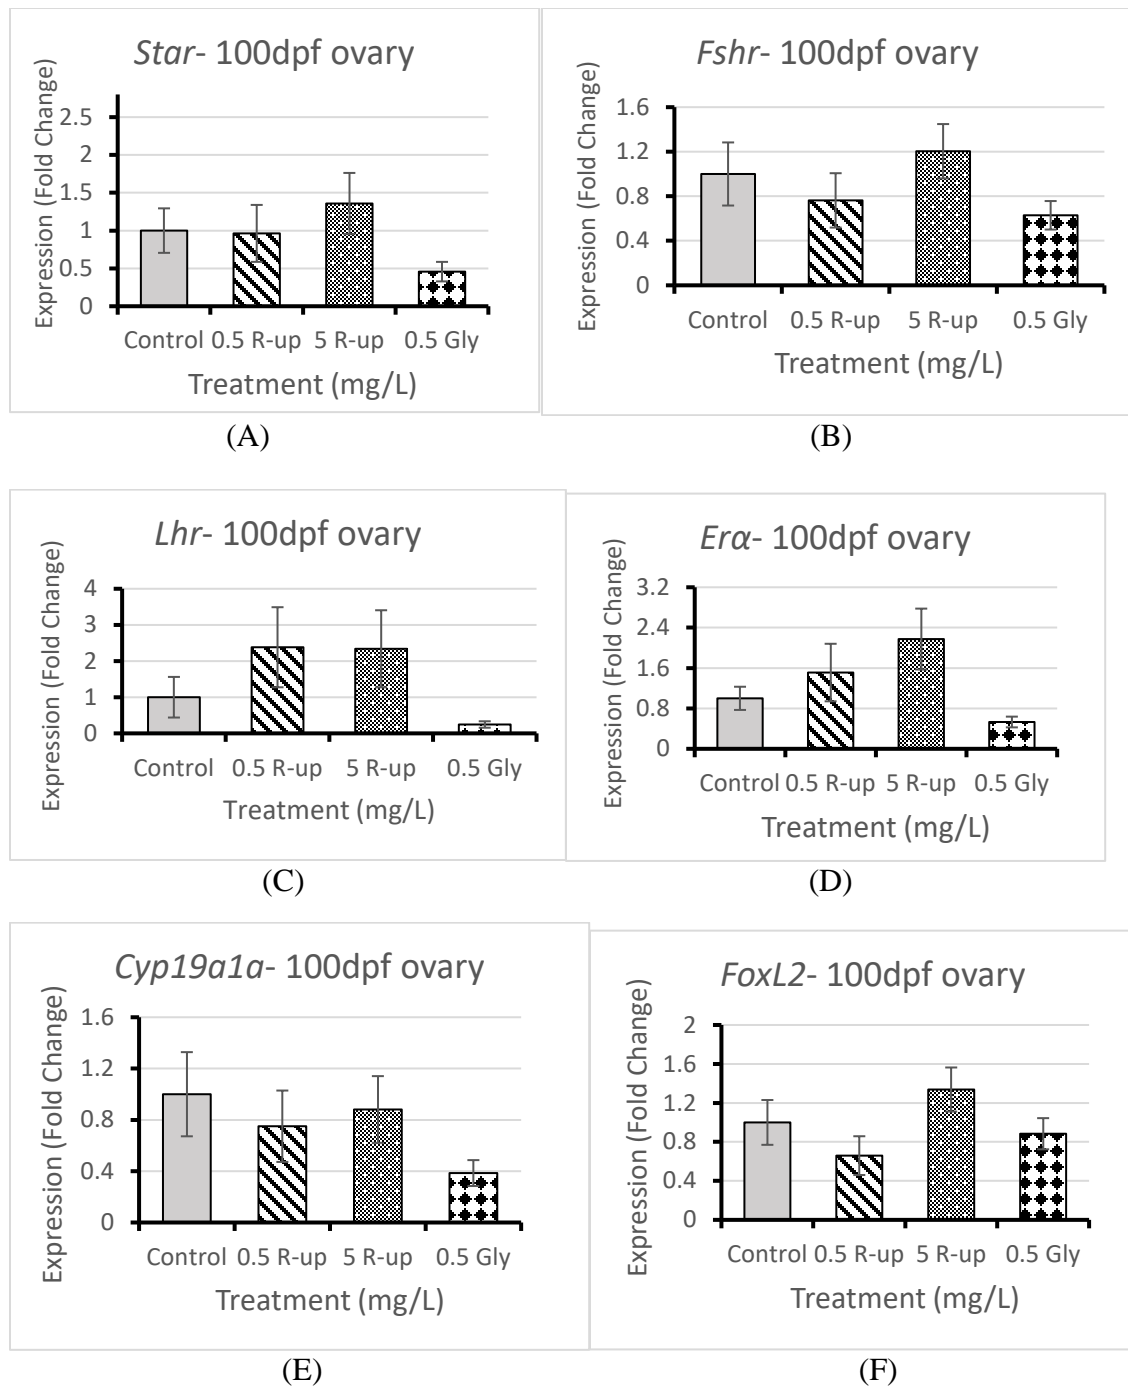 Star- 100dpf ovary
Expression (Fold Change)
2.5
2
1.5
1
0.5
0
Control 0.5 R-up 5 R-up 0.5 Gly
Treatment (mg/L)
(A)
Fshr- 100dpf ovary
Expression (Fold Change)
1.6
1.2
0.8
0.4
0
Control 0.5 R-up 5 R-up 0.5 Gly
Treatment (mg/L)
(B)
Lhr- 100dpf ovary
Expression (Fold Change)
4
3
2
1
0
Control 0.5 R-up 5 R-up 0.5 Gly
Treatment (mg/L)
(C)
Erα- 100dpf ovary
Expression (Fold Change)
3.2
2.4
1.6
0.8
0
Control 0.5 R-up 5 R-up 0.5 Gly
Treatment (mg/L)
(D)
Cyp19a1a- 100dpf ovary
Expression (Fold Change)
1.6
1.2
0.8
0.4
0
Control 0.5 R-up 5 R-up 0.5 Gly
Treatment (mg/L)
(E)
FoxL2- 100dpf ovary
Expression (Fold Change)
2
1.6
1.2
0.8
0.4
0
Control 0.5 R-up 5 R-up 0.5 Gly
Treatment (mg/L)
(F)